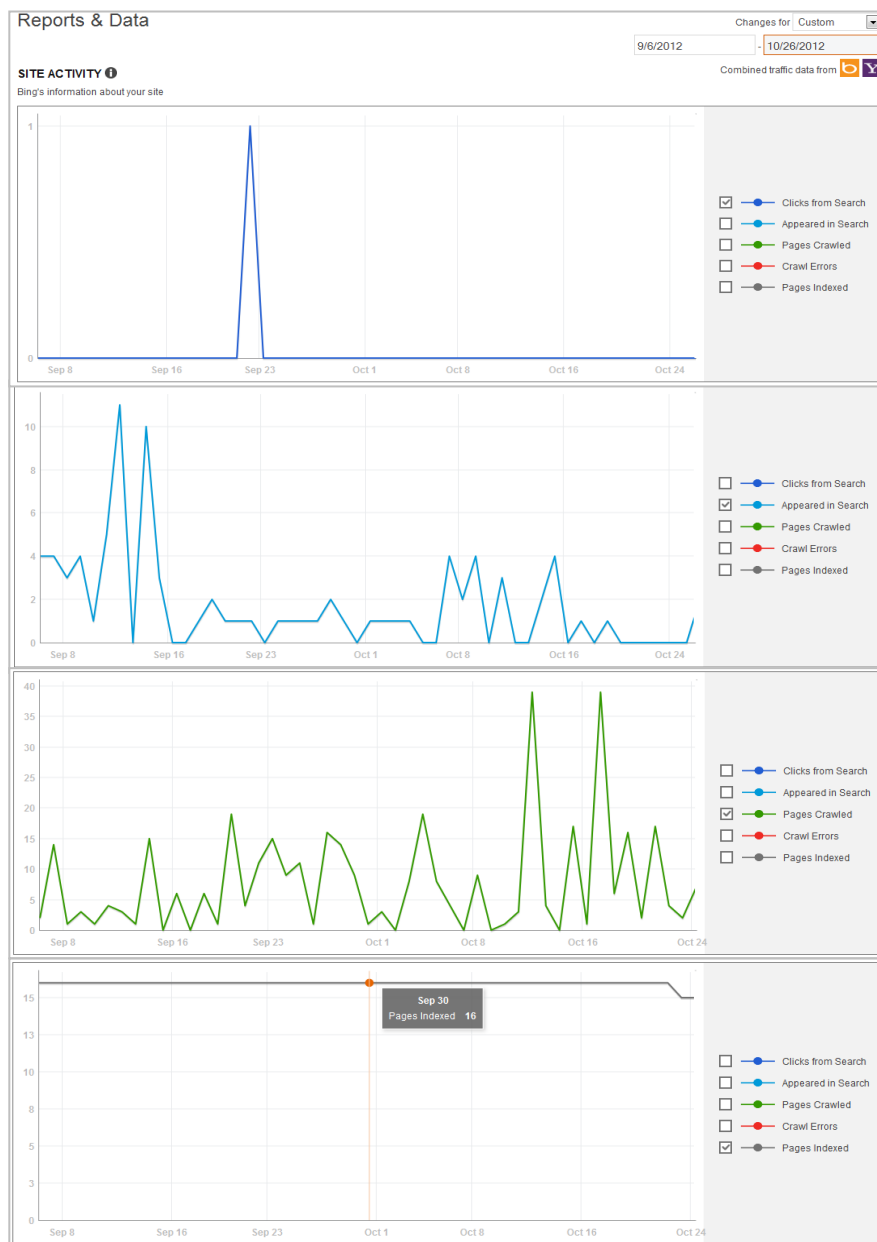 Reports & Data
Changes for Custom
9/6/2012 - 10/26/2012
SITE ACTIVITY i
Combined traffic data from b Y
Bing's information about your site
1
0
Sep 8 Sep 16 Sep 23 Oct 1 Oct 8 Oct 16 Oct 24
Clicks from Search
Appeared in Search
Pages Crawled
Crawl Errors
Pages Indexed
10
8
6
4
2
0
Sep 8 Sep 16 Sep 23 Oct 1 Oct 8 Oct 16 Oct 24
Clicks from Search
Appeared in Search
Pages Crawled
Crawl Errors
Pages Indexed
40
35
30
25
20
15
10
5
0
Sep 8 Sep 16 Sep 23 Oct 1 Oct 8 Oct 16 Oct 24
Clicks from Search
Appeared in Search
Pages Crawled
Crawl Errors
Pages Indexed
15
13
10
8
5
3
0
Sep 30
Pages Indexed 16
Sep 8 Sep 16 Sep 23 Oct 1 Oct 8 Oct 16 Oct 24
Clicks from Search
Appeared in Search
Pages Crawled
Crawl Errors
Pages Indexed